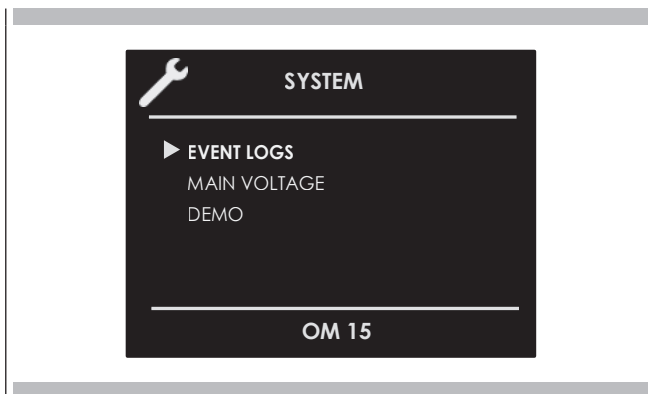 SYSTEM
EVENT LOGS
MAIN VOLTAGE
DEMO
OM 15